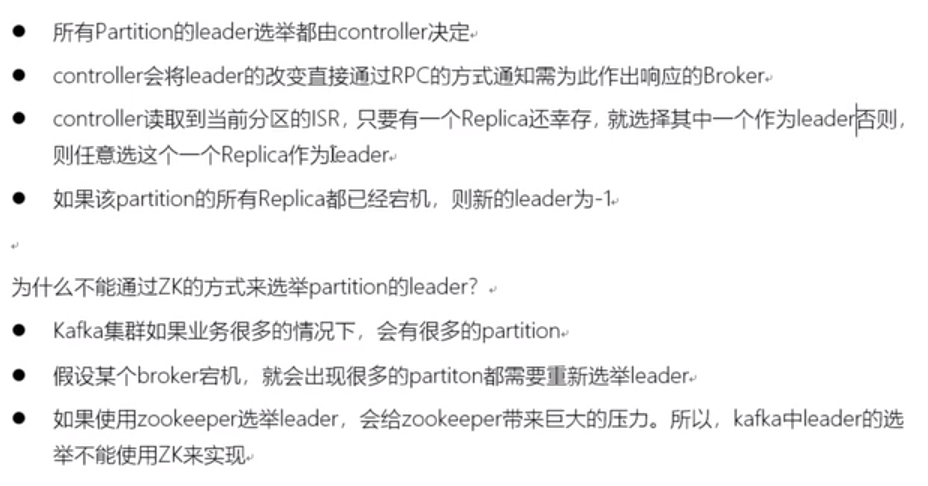 ● 所有Partition的leader选举都由controller决定
● controller会将leader的改变直接通过RPC的方式通知需为此作出响应的Broker
● controller读取到当前分区的ISR，只要有一个Replica还幸存，就选择其中一个作为leader否则，
则任意选这个一个Replica作为leader
● 如果该partition的所有Replica都已经宕机，则新的leader为-1
为什么不能通过ZK的方式来选举partition的leader？
● Kafka集群如果业务很多的情况下，会有很多的partition
● 假设某个broker宕机，就会出现很多的partiton都需要重新选举leader
● 如果使用zookeeper选举leader，会给zookeeper带来巨大的压力。所以，kafka中leader的选
举不能使用ZK来实现